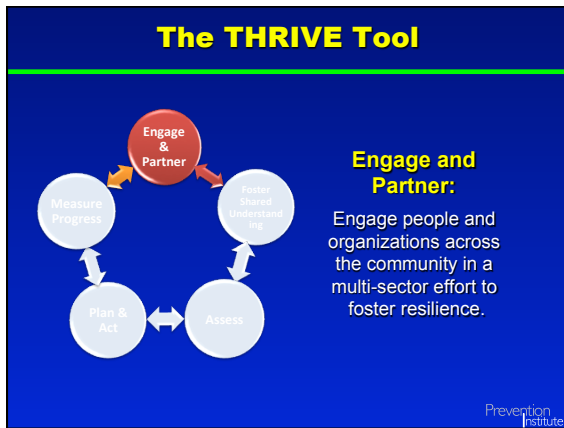 The THRIVE Tool
Engage
&
Partner
Measure
Progress
Foster
Shared
Understand
ing
Plan &
Act
Assess
Engage and
Partner:
Engage people and
organizations across
the community in a
multi-sector effort to
foster resilience.
Prevention
Institute